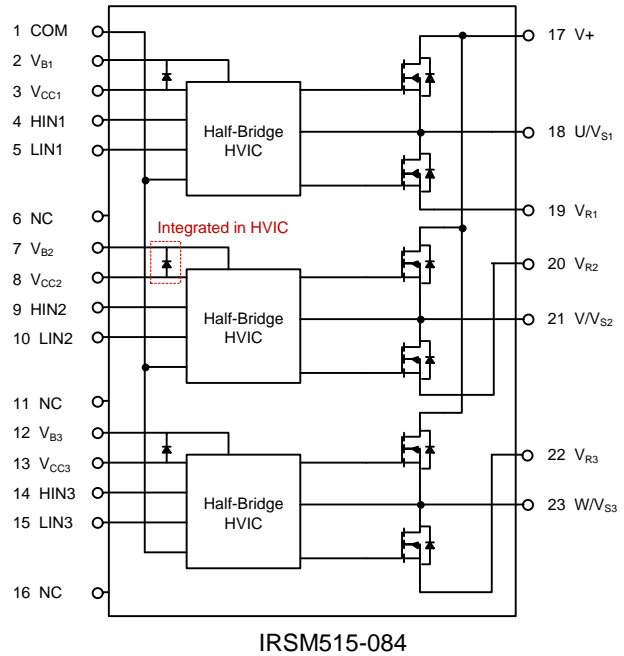 1 COM
2 VB1
3 VCC1
4 HIN1
5 LIN1
6 NC
7 VB2
8 VCC2
9 HIN2
10 LIN2
11 NC
12 VB3
13 VCC3
14 HIN3
15 LIN3
16 NC
Half-Bridge
HVIC
Integrated in HVIC
Half-Bridge
HVIC
Half-Bridge
HVIC
17 V+
18 U/VS1
19 VR1
20 VR2
21 V/VS2
22 VR3
23 W/VS3
IRSM515-084